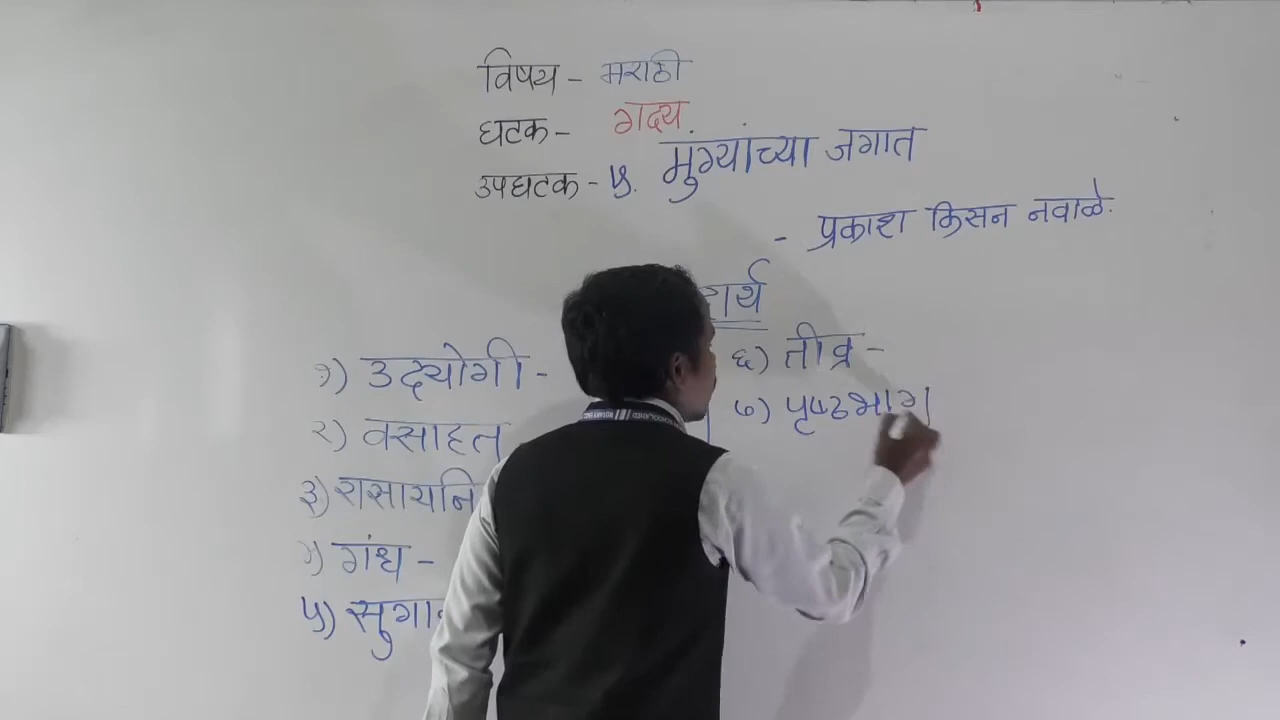 विषय - मराठी
घटक - गद्य
उपघटक - ५. मुंग्यांच्या जगात
- प्रकाश किसन नवाळे.
१) उद्योगी -
२) वसाहत
३)
४) गंध -
५)
६) तीव्र -
७) पृष्ठभाग